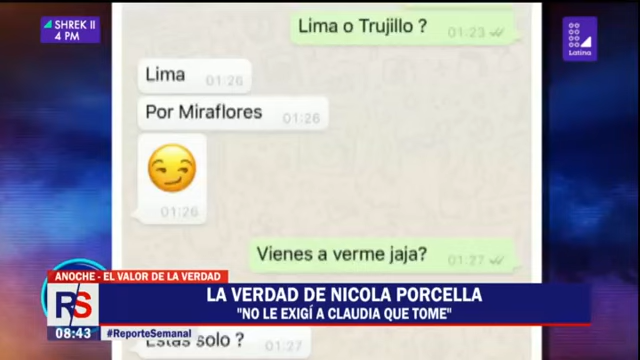 SHREK II
4 PM
Latina
Lima o Trujillo ?
01:23
Lima
01:26
Por Miraflores
01:26
01:26
Vienes a verme jaja?
01:27
ANOCHE - EL VALOR DE LA VERDAD
RS
LA VERDAD DE NICOLA PORCELLA
"NO LE EXIGÍ A CLAUDIA QUE TOME"
08:43
#ReporteSemanal
Estas solo ?
01:27